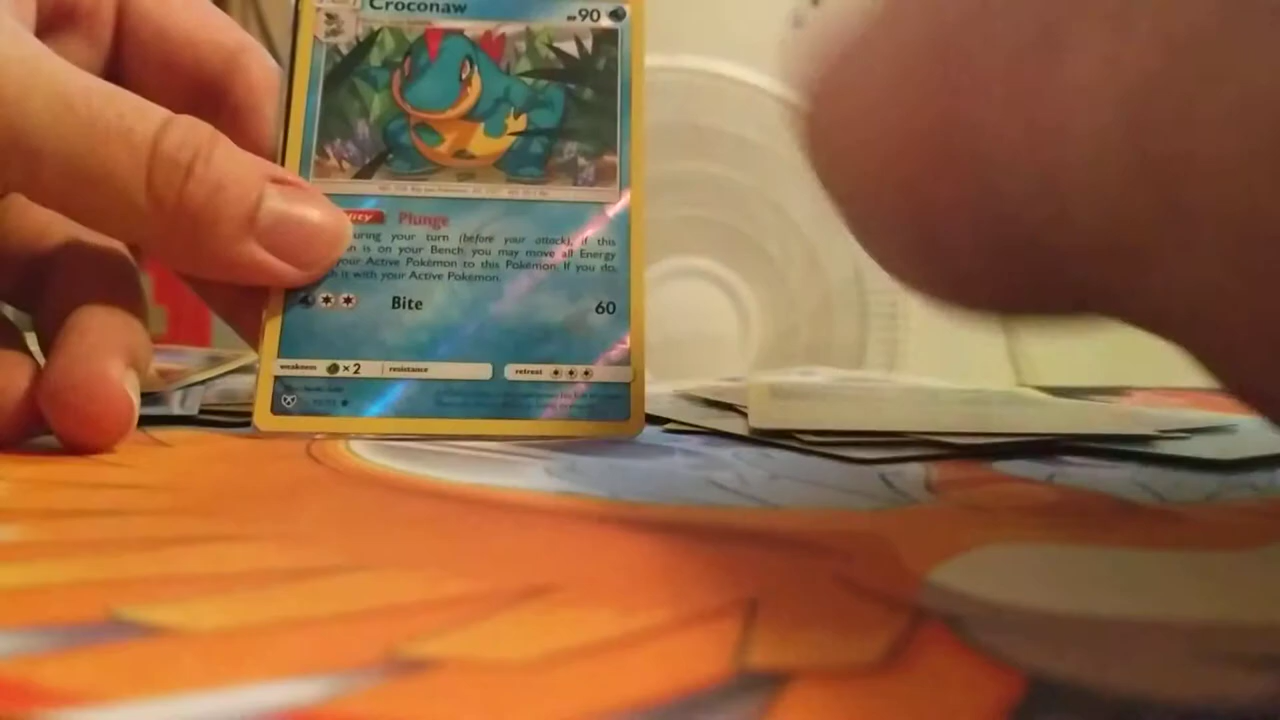 Croconaw 90
Plunge
uring your turn (before your attack), if this
is on your Bench, you may move all Energy
your Active Pokémon to this Pokémon. If you do,
it with your Active Pokémon.
Bite 60
weakness ×2 resistance retreat